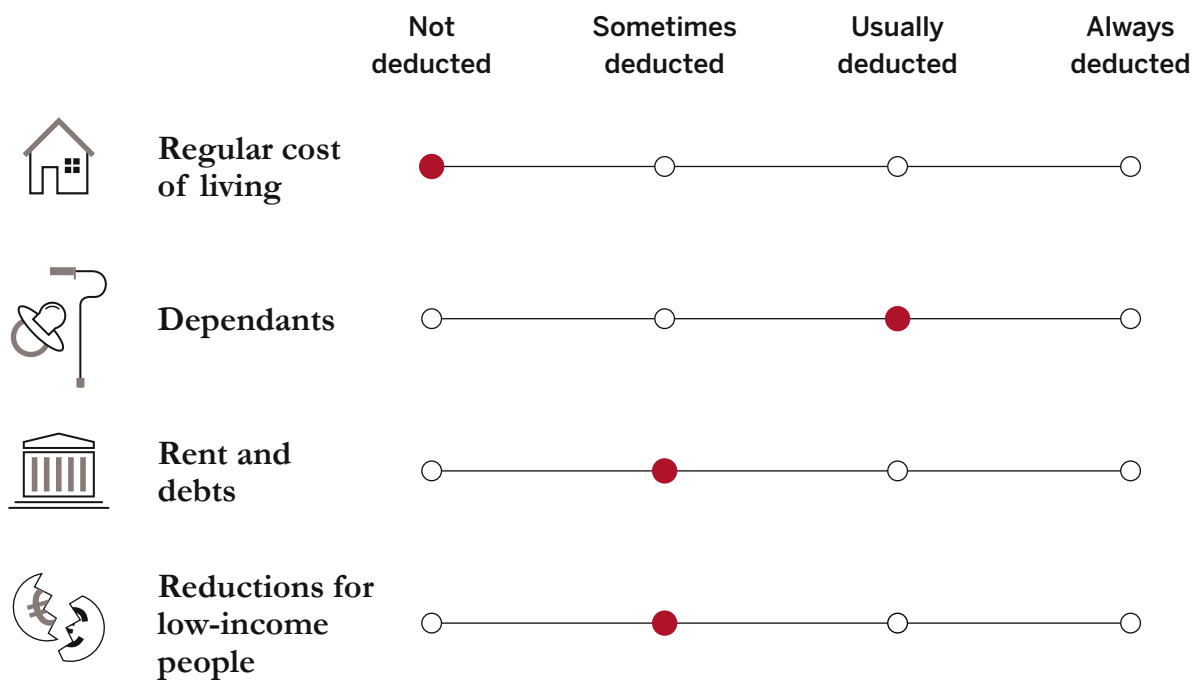 Not deducted
Sometimes deducted
Usually deducted
Always deducted
Regular cost
of living
Dependants
Rent and
debts
Reductions for
low-income
people
€